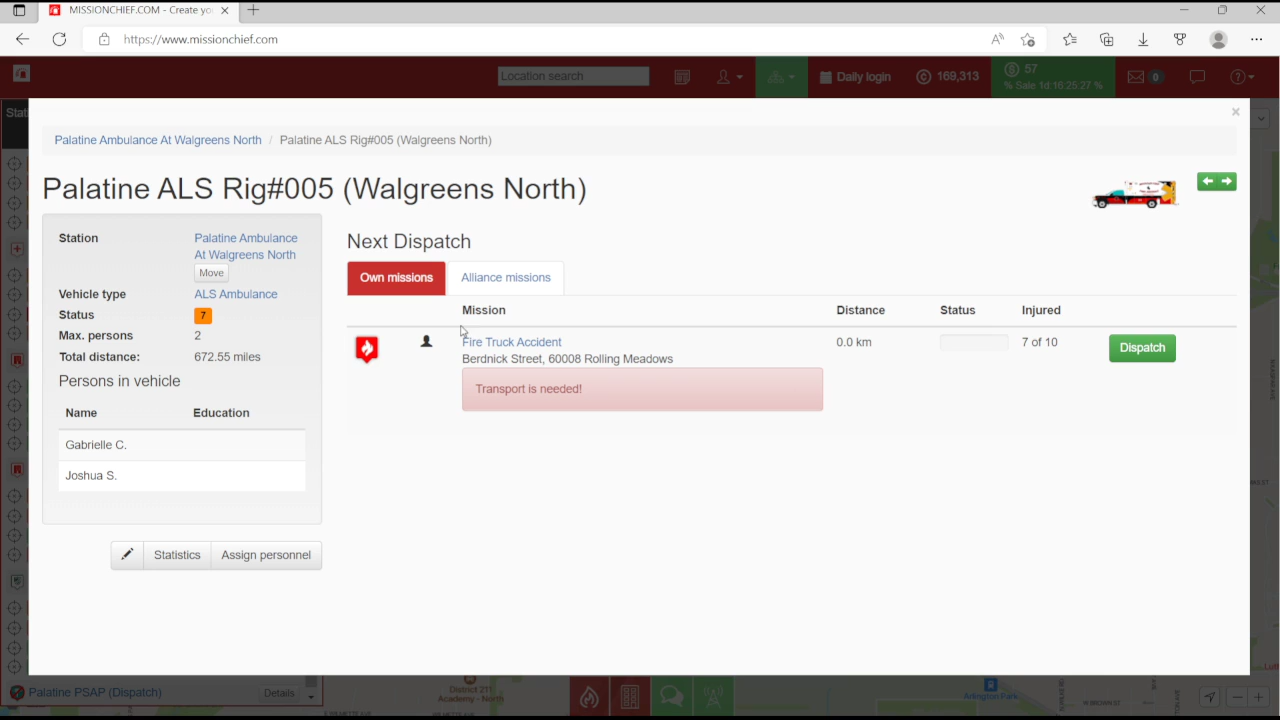 MISSIONCHIEF.COM - Create yo
https://www.missionchief.com
Location search
Daily login
169,313
57
% Sale 1d 16:25:27 %
0
Stati
Palatine Ambulance At Walgreens North / Palatine ALS Rig#005 (Walgreens North)
Palatine ALS Rig#005 (Walgreens North)
Station
Palatine Ambulance
At Walgreens North
Move
Vehicle type
ALS Ambulance
Status
7
Max. persons
2
Total distance:
672.55 miles
Persons in vehicle
Name
Education
Gabrielle C.
Joshua S.
Statistics
Assign personnel
Next Dispatch
Own missions
Alliance missions
Mission
Distance
Status
Injured
Fire Truck Accident
0.0 km
7 of 10
Dispatch
Berdnick Street, 60008 Rolling Meadows
Transport is needed!
Palatine PSAP (Dispatch)
Details
District 211
Academy - North
Arlington Park